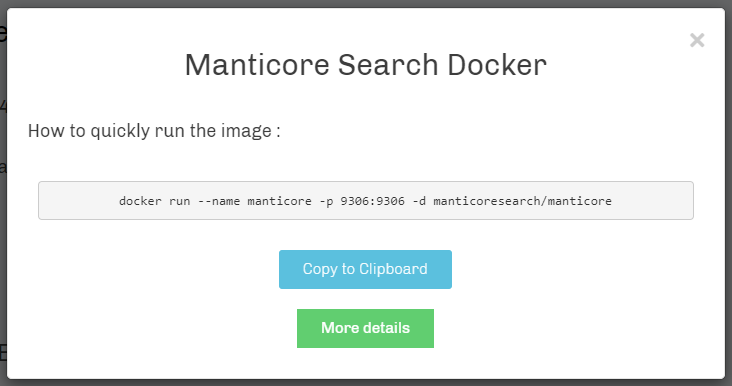 ×
Manticore Search Docker
How to quickly run the image :
docker run --name manticore -p 9306:9306 -d manticoresearch/manticore
Copy to Clipboard
More details